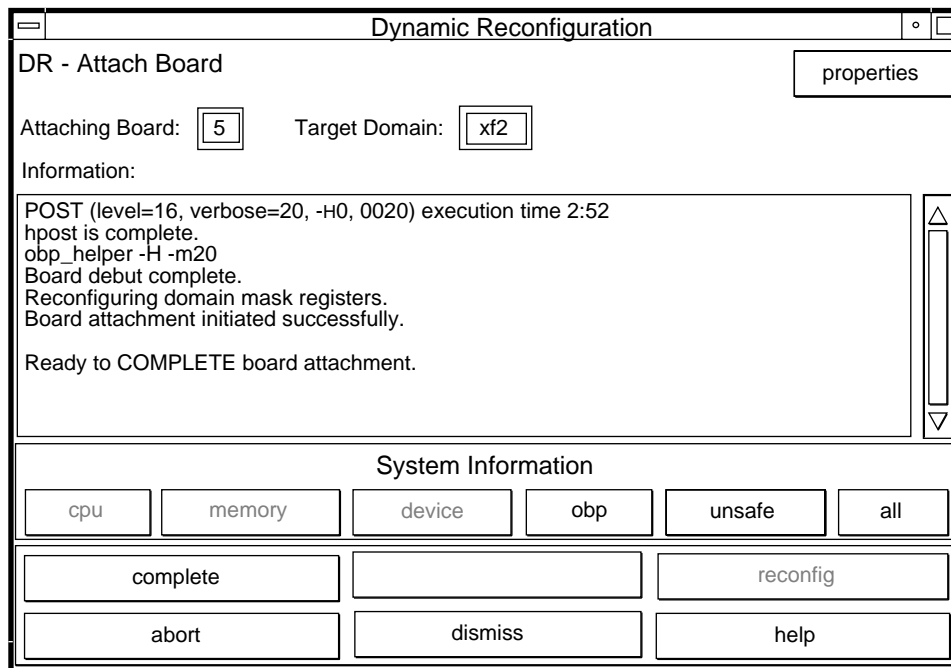 Dynamic Reconfiguration
DR - Attach Board
properties
Attaching Board: 5 Target Domain: xf2
Information:
POST (level=16, verbose=20, -H0, 0020) execution time 2:52
hpost is complete.
obp_helper -H -m20
Board debut complete.
Reconfiguring domain mask registers.
Board attachment initiated successfully.
Ready to COMPLETE board attachment.
System Information
cpu memory device obp unsafe all
complete reconfig
abort dismiss help